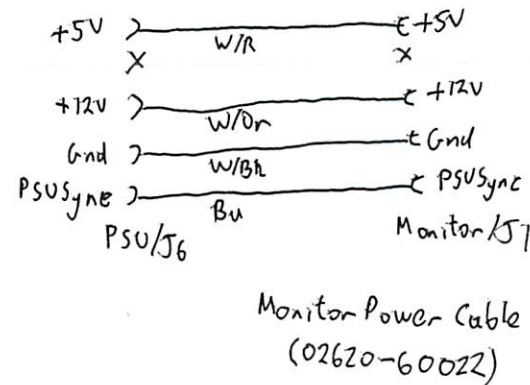 +5V W/R +5V
X X
+12V W/Or +12V
Gnd W/Bk Gnd
PSUSync Bu PSUSync
PSU/J6 Monitor/J7
Monitor Power Cable
(02620-60022)